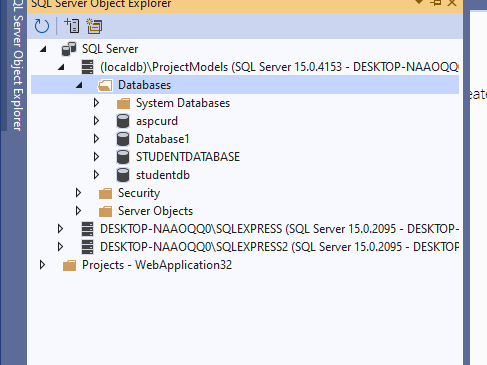 SQL Server Object Explorer
SQL Server Object Explorer
SQL Server
(localdb)\ProjectModels (SQL Server 15.0.4153 - DESKTOP-NAAOQQ0
Databases
System Databases
aspcurd
Database1
STUDENTDATABASE
studentdb
Security
Server Objects
DESKTOP-NAAOQQ0\SQLEXPRESS (SQL Server 15.0.2095 - DESKTOP-
DESKTOP-NAAOQQ0\SQLEXPRESS2 (SQL Server 15.0.2095 - DESKTOP-
Projects - WebApplication32